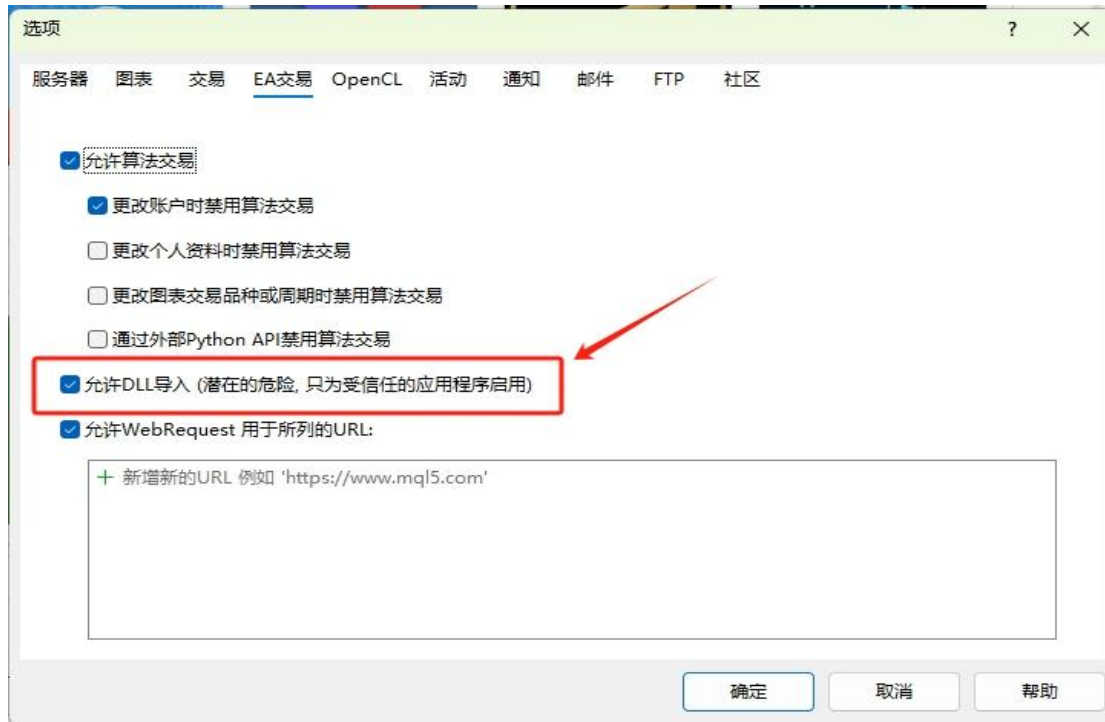 选项
?
服务器 图表 交易 EA交易 OpenCL 活动 通知 邮件 FTP 社区
允许算法交易
更改账户时禁用算法交易
更改个人资料时禁用算法交易
更改图表交易品种或周期时禁用算法交易
通过外部Python API禁用算法交易
允许DLL导入 (潜在的危险, 只为受信任的应用程序启用)
允许WebRequest 用于所列的URL:
新增新的URL 例如 'https://www.mql5.com'
确定 取消 帮助